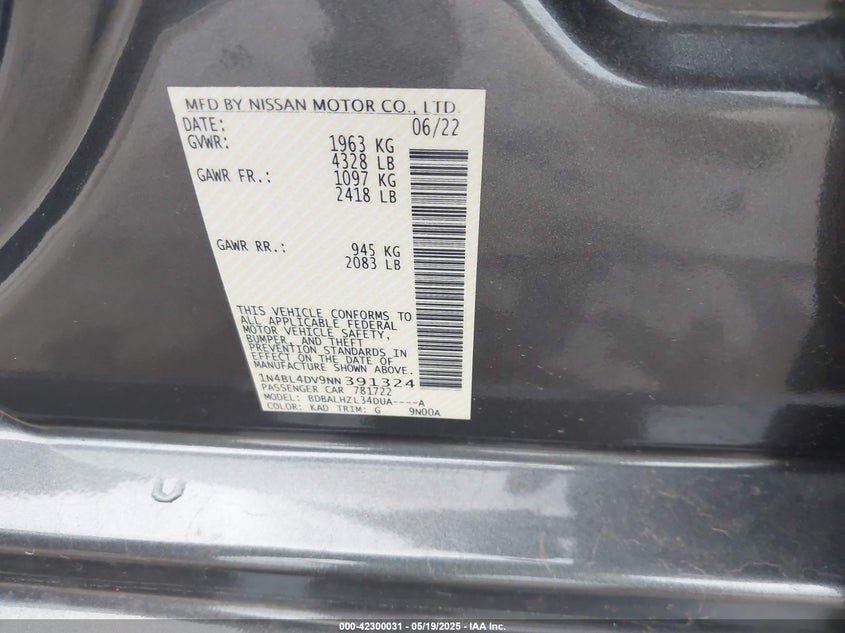 MFD BY NISSAN MOTOR CO., LTD.
DATE: 06/22
GVWR: 1963 KG
4328 LB
GAWR FR.: 1097 KG
2418 LB
GAWR RR.: 945 KG
2083 LB
THIS VEHICLE CONFORMS TO
ALL APPLICABLE FEDERAL
MOTOR VEHICLE SAFETY,
BUMPER, AND THEFT
PREVENTION STANDARDS IN
EFFECT ON THE DATE OF
MANUFACTURE SHOWN ABOVE.
1N4BL4DV9NN391324
PASSENGER CAR 781722
MODEL: BDBALHZL34DUA----A
COLOR: KAD TRIM: G 9N00A
000-42300031 - 05/19/2025 - IAA Inc.